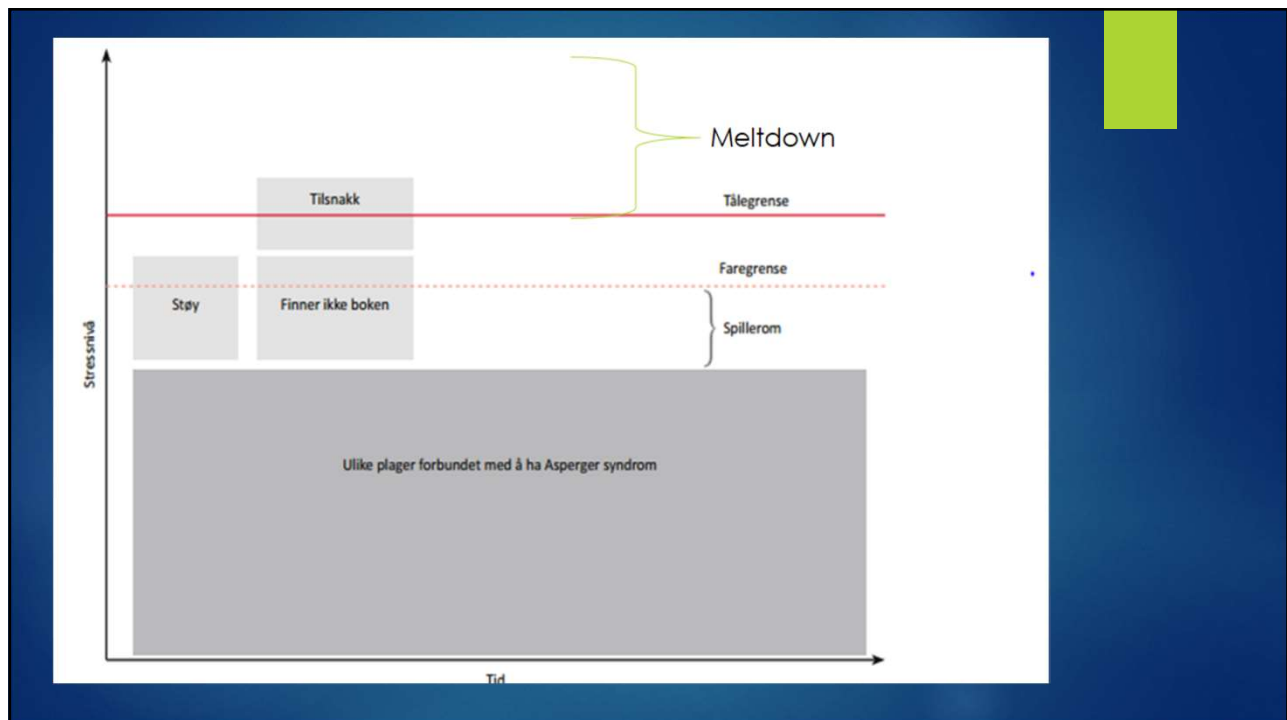 Meltdown
Tilsnakk
Tålegrense
Faregrense
Støy
Finner ikke boken
Spillerom
Stressnivå
Ulike plager forbundet med å ha Asperger syndrom
Tid